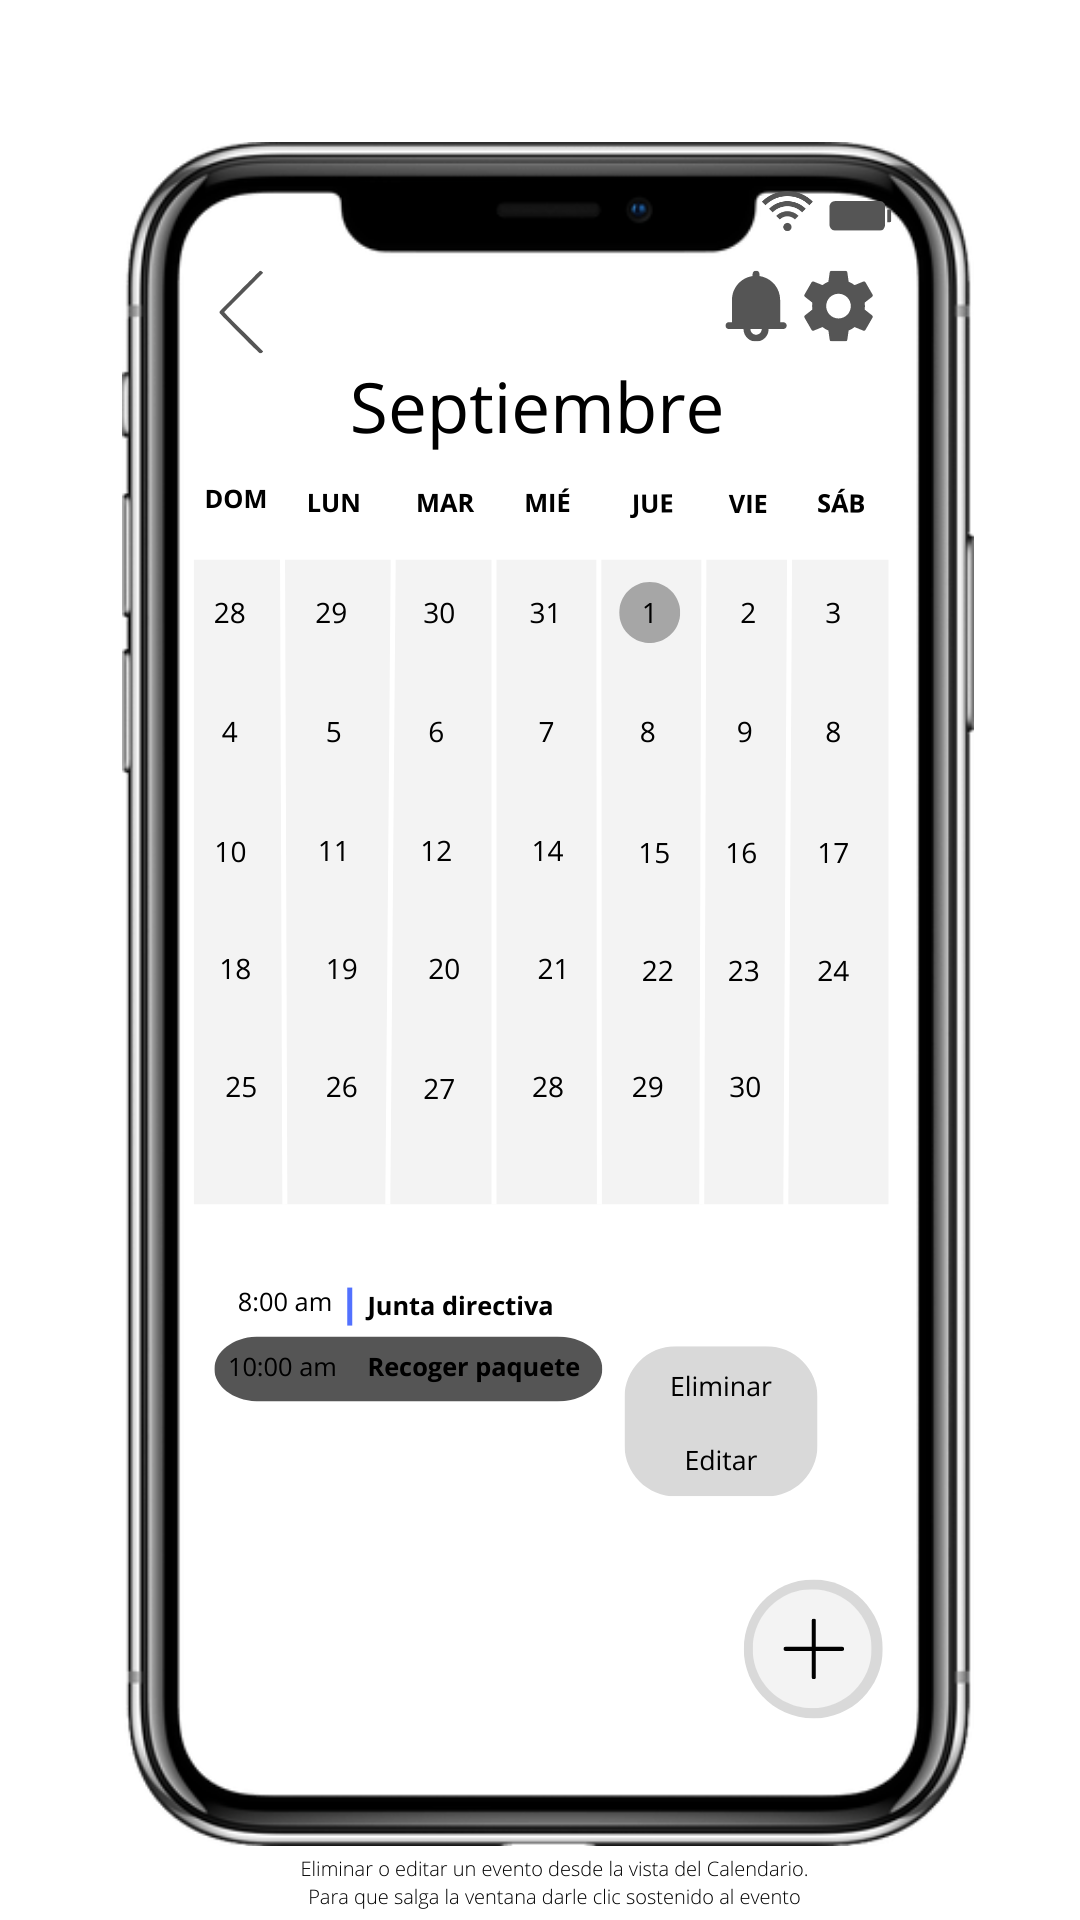 Septiembre
DOM LUN MAR MIÉ JUE VIE SÁB
28 29 30 31 1 2 3
4 5 6 7 8 9 8
10 11 12 14 15 16 17
18 19 20 21 22 23 24
25 26 27 28 29 30
8:00 am Junta directiva
10:00 am Recoger paquete
Eliminar
Editar
Eliminar o editar un evento desde la vista del Calendario.
Para que salga la ventana darle clic sostenido al evento